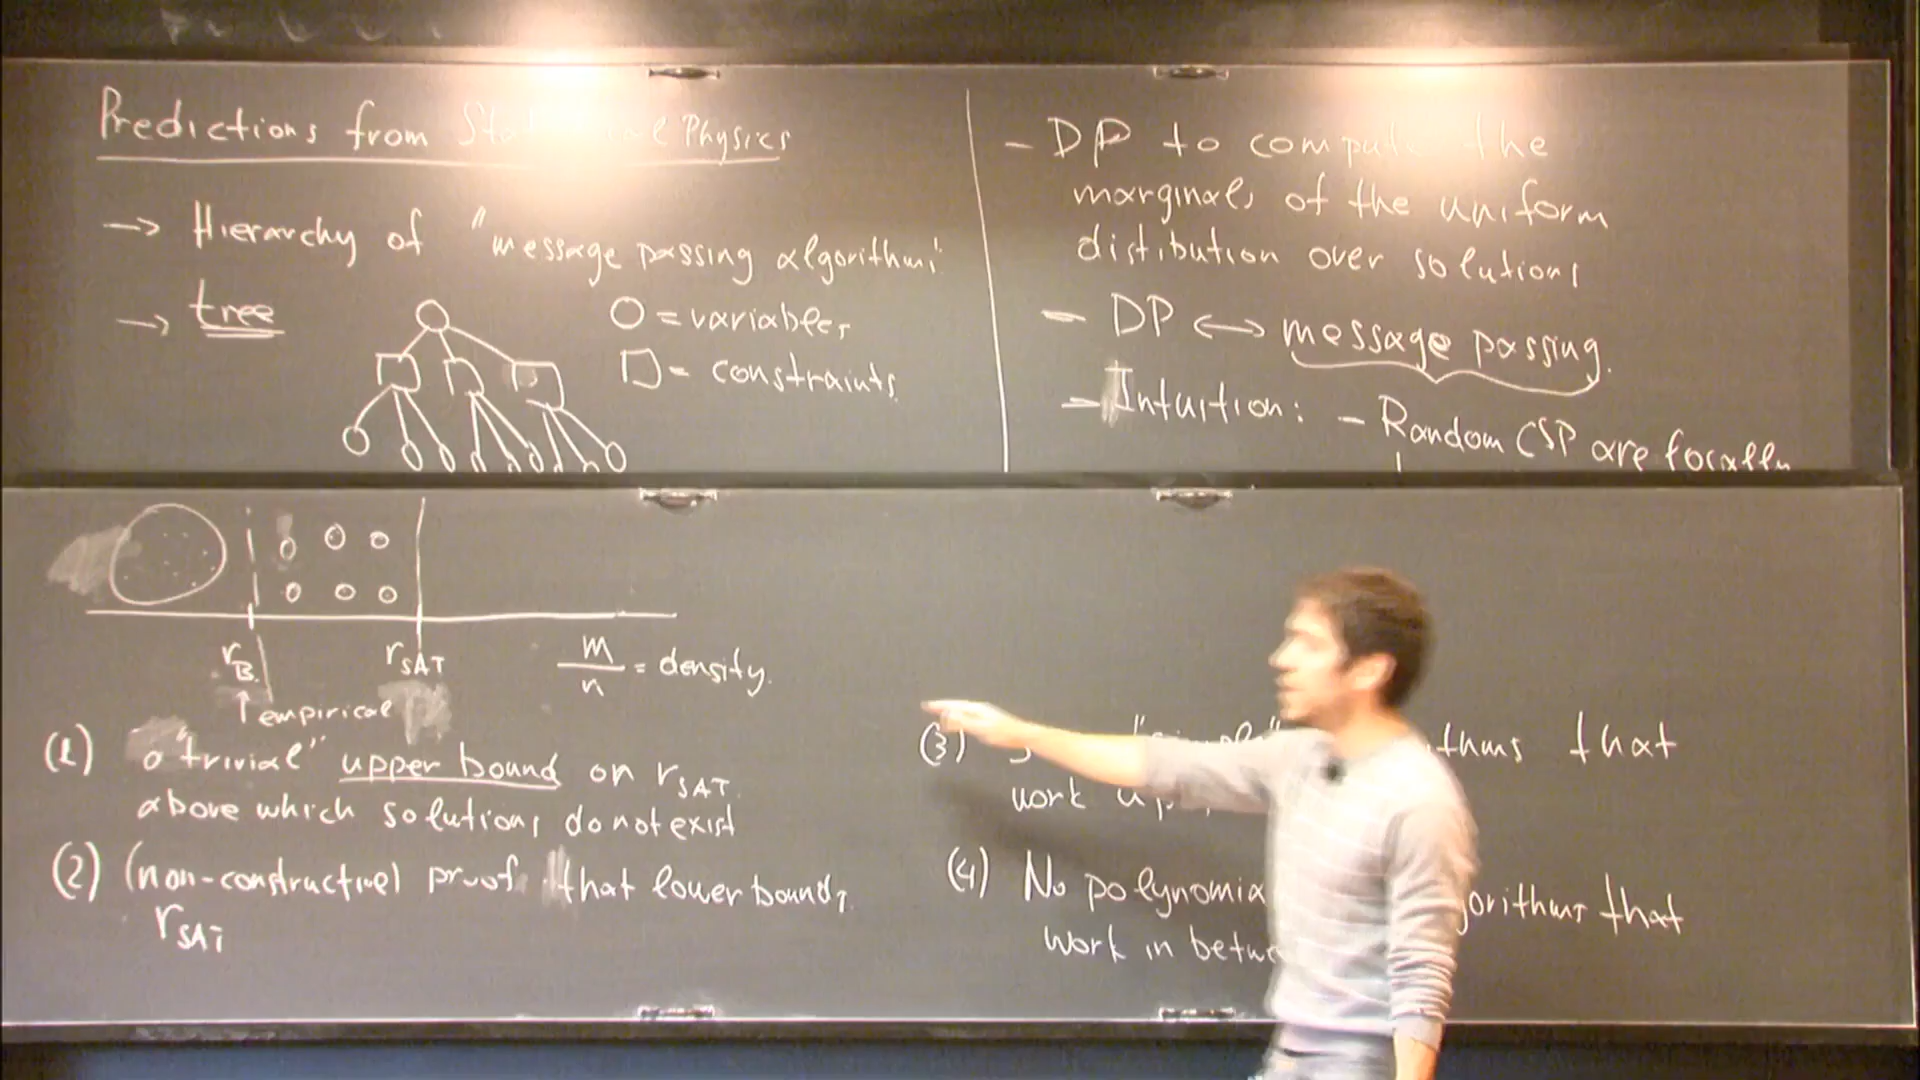 Predictions from Physics
→ Hierarchy of "message passing algorithms"
→ tree
O = variables
□ = constraints
- DP to compute the
marginals of the uniform
distibution over solutions
- DP ↔ message passing.
- Intuition: - Random CSP are locally
r_B.
r_SAT
m/n = density.
↑ empirical
(1) "trivial" upper bound on r_SAT
above which solutions do not exist
(2) (non-constructive) proof that lower bounds
r_SAT
(3) that
work
(4) No that
work in